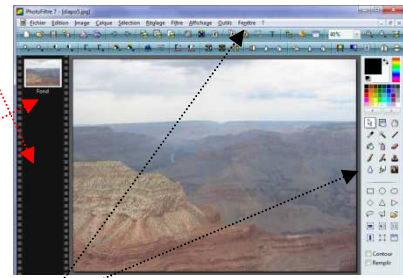 PhotoFiltre 7 - [diapo5.jpg]
Fichier Edition Image Calque Sélection Réglage Filtre Affichage Outils Fenêtre ?
40%
Fond
Contour
Remplir